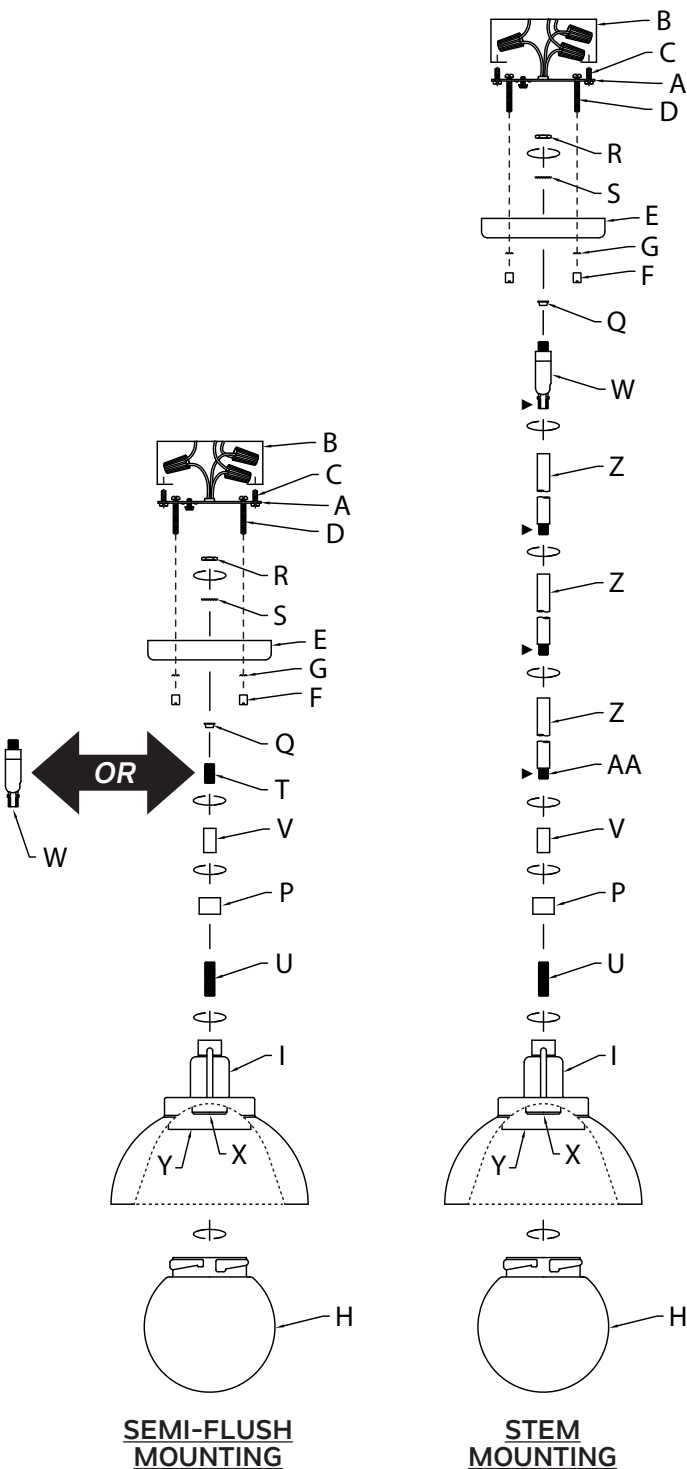 B
C
A
D
R
S
E
G
F
Q
OR
T
W
V
P
U
I
Y
X
H
SEMI-FLUSH
MOUNTING
B
C
A
D
R
S
E
G
F
Q
W
Z
Z
Z
AA
V
P
U
I
Y
X
H
STEM
MOUNTING